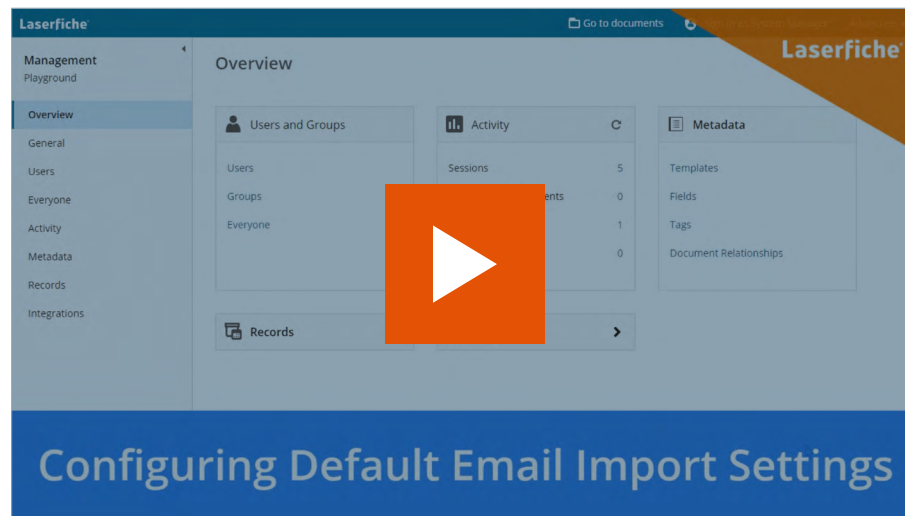 Laserfiche
Go to documents
Laserfiche
Management
Playground
Overview
General
Users
Everyone
Activity
Metadata
Records
Integrations
Overview
Users and Groups
Users
Groups
Everyone
Activity
Sessions 5
ents 0
1
0
Metadata
Templates
Fields
Tags
Document Relationships
Records
Configuring Default Email Import Settings